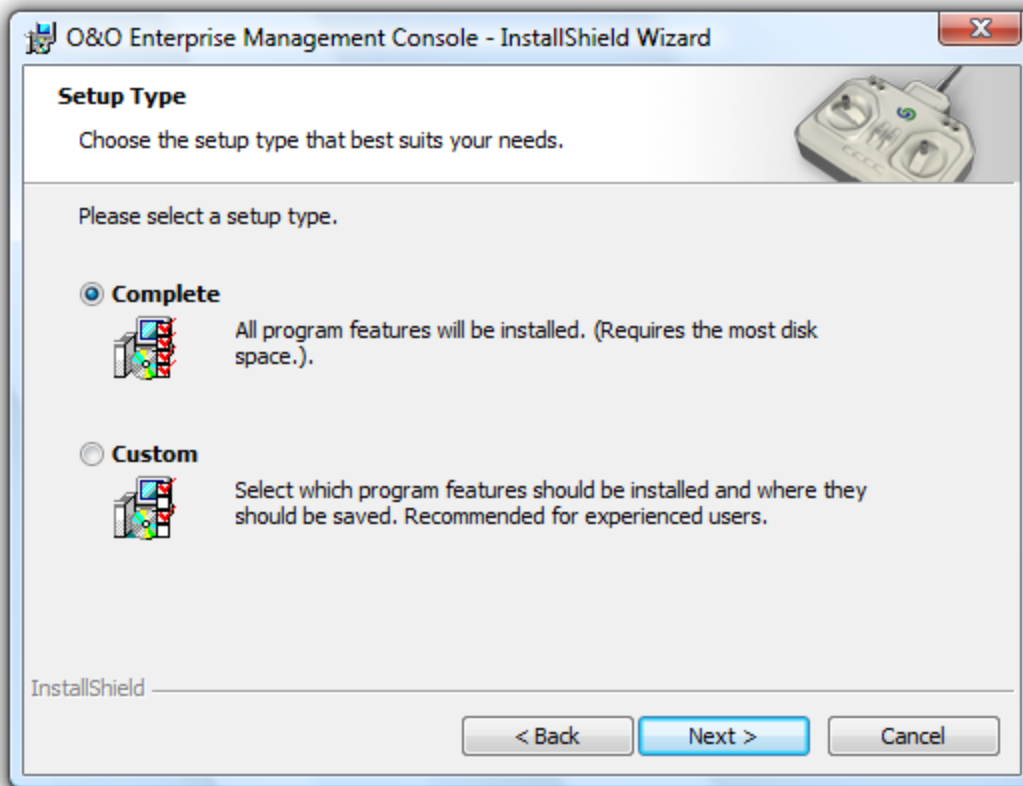 O&O Enterprise Management Console - InstallShield Wizard
Setup Type
Choose the setup type that best suits your needs.
Please select a setup type.
Complete
All program features will be installed. (Requires the most disk
space.).
Custom
Select which program features should be installed and where they
should be saved. Recommended for experienced users.
InstallShield
< Back
Next >
Cancel